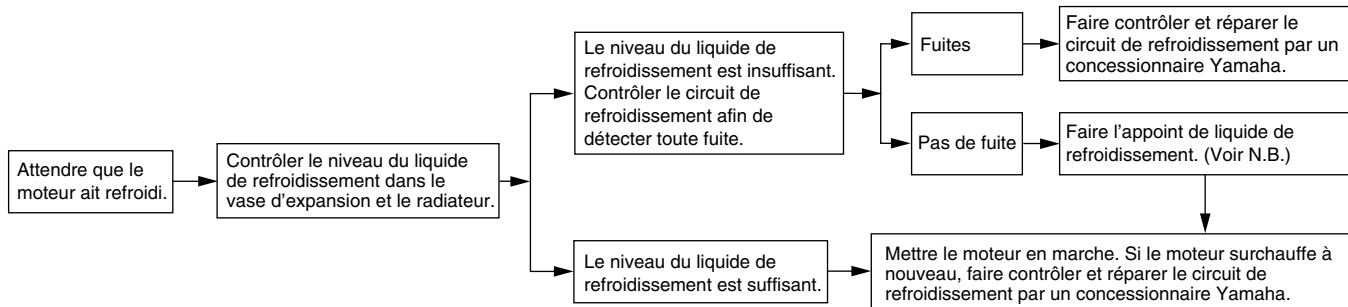 Attendre que le
moteur ait refroidi.
Contrôler le niveau du liquide
de refroidissement dans le
vase d'expansion et le radiateur.
Le niveau du liquide de
refroidissement est insuffisant.
Contrôler le circuit de
refroidissement afin de
détecter toute fuite.
Fuites
Faire contrôler et réparer le
circuit de refroidissement par un
concessionnaire Yamaha.
Pas de fuite
Faire l'appoint de liquide de
refroidissement. (Voir N.B.)
Le niveau du liquide de
refroidissement est suffisant.
Mettre le moteur en marche. Si le moteur surchauffe à
nouveau, faire contrôler et réparer le circuit de
refroidissement par un concessionnaire Yamaha.